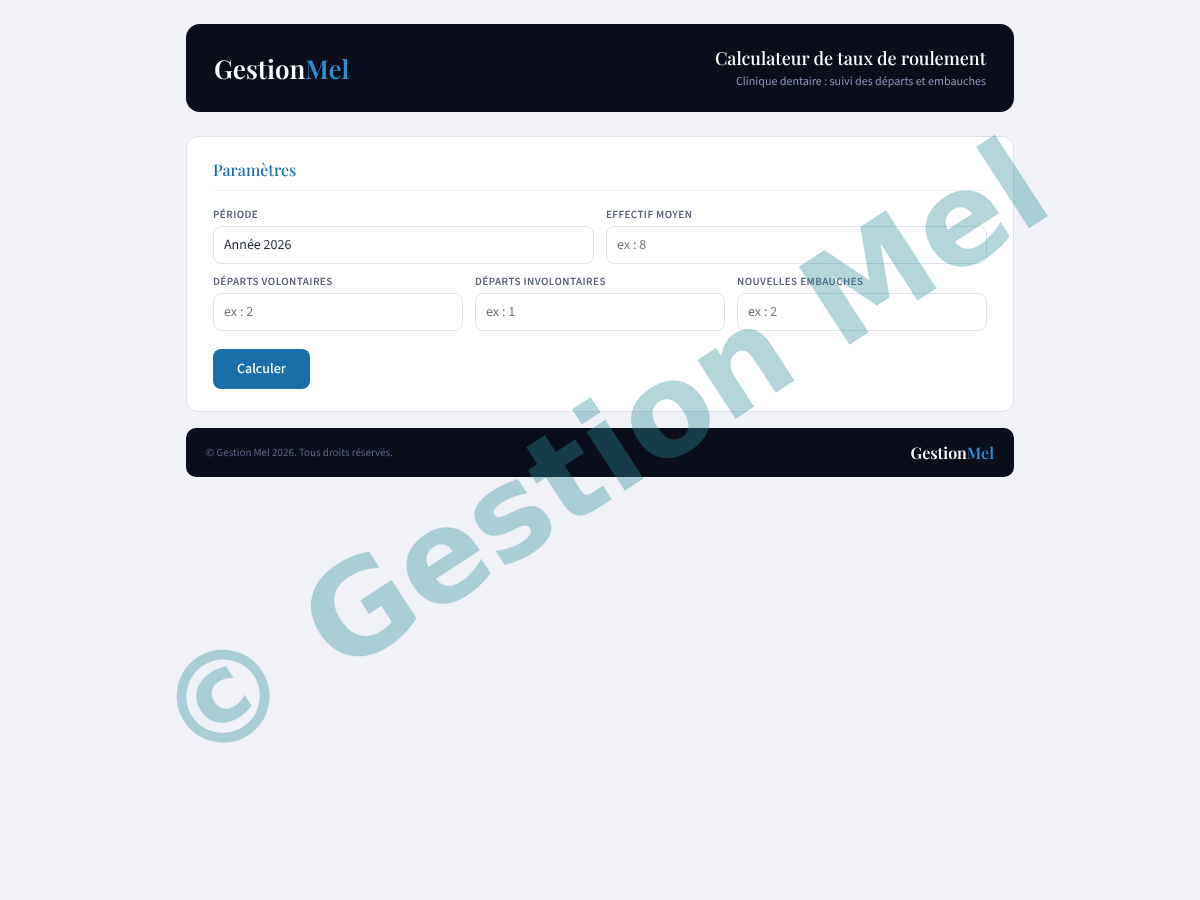 GestionMel
Calculateur de taux de roulement
Clinique dentaire : suivi des départs et embauches
Paramètres
PÉRIODE
EFFECTIF MOYEN
Année 2026
ex : 8
DÉPARTS VOLONTAIRES
DÉPARTS INVOLONTAIRES
NOUVELLES EMBAUCHES
ex : 2
ex : 1
ex : 2
Calculer
© Gestion Mel 2026. Tous droits réservés.
GestionMel
© Gestion Mel